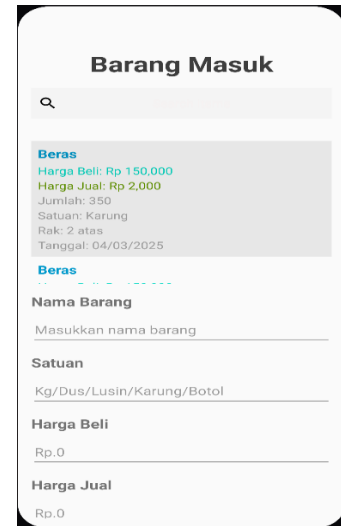 Barang Masuk
Beras
Harga Beli: Rp 150,000
Harga Jual: Rp 2,000
Jumlah: 350
Satuan: Karung
Rak: 2 atas
Tanggal: 04/03/2025
Beras
Nama Barang
Masukkan nama barang
Satuan
Kg/Dus/Lusin/Karung/Botol
Harga Beli
Rp.0
Harga Jual
Rp.0